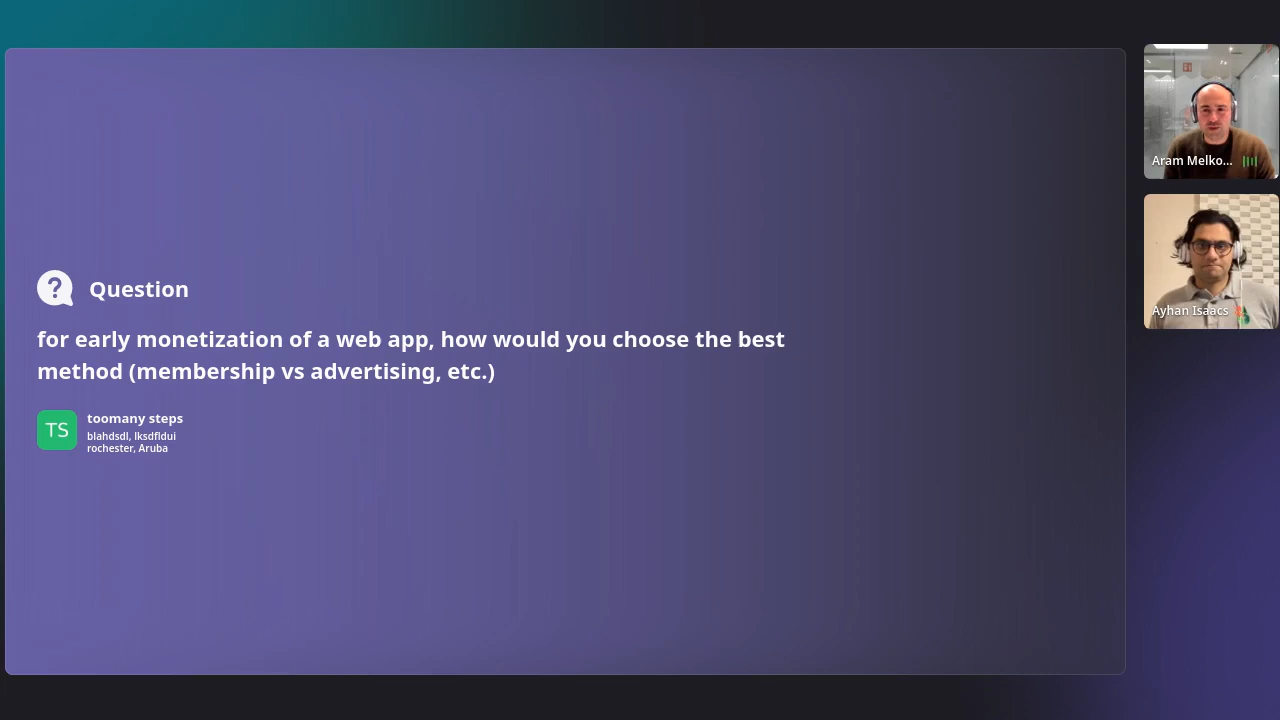 Question
for early monetization of a web app, how would you choose the best
method (membership vs advertising, etc.)
TS
toomany steps
blahdsdl, lksdfldui
rochester, Aruba
Aram Melko...
Ayhan Isaacs